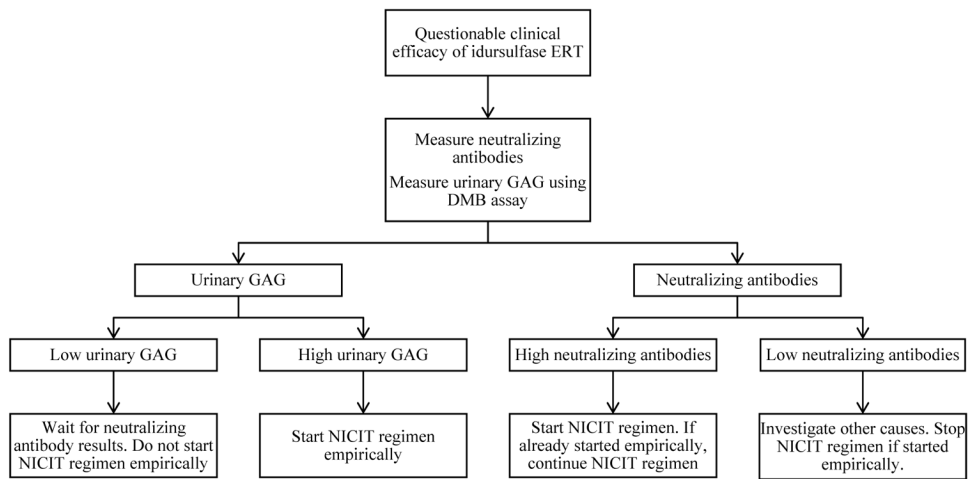 Questionable clinical
efficacy of idursulfase ERT
Measure neutralizing
antibodies
Measure urinary GAG using
DMB assay
Urinary GAG
Neutralizing antibodies
Low urinary GAG
High urinary GAG
High neutralizing antibodies
Low neutralizing antibodies
Wait for neutralizing
antibody results. Do not start
NICIT regimen empirically
Start NICIT regimen
empirically
Start NICIT regimen. If
already started empirically,
continue NICIT regimen
Investigate other causes. Stop
NICIT regimen if started
empirically.